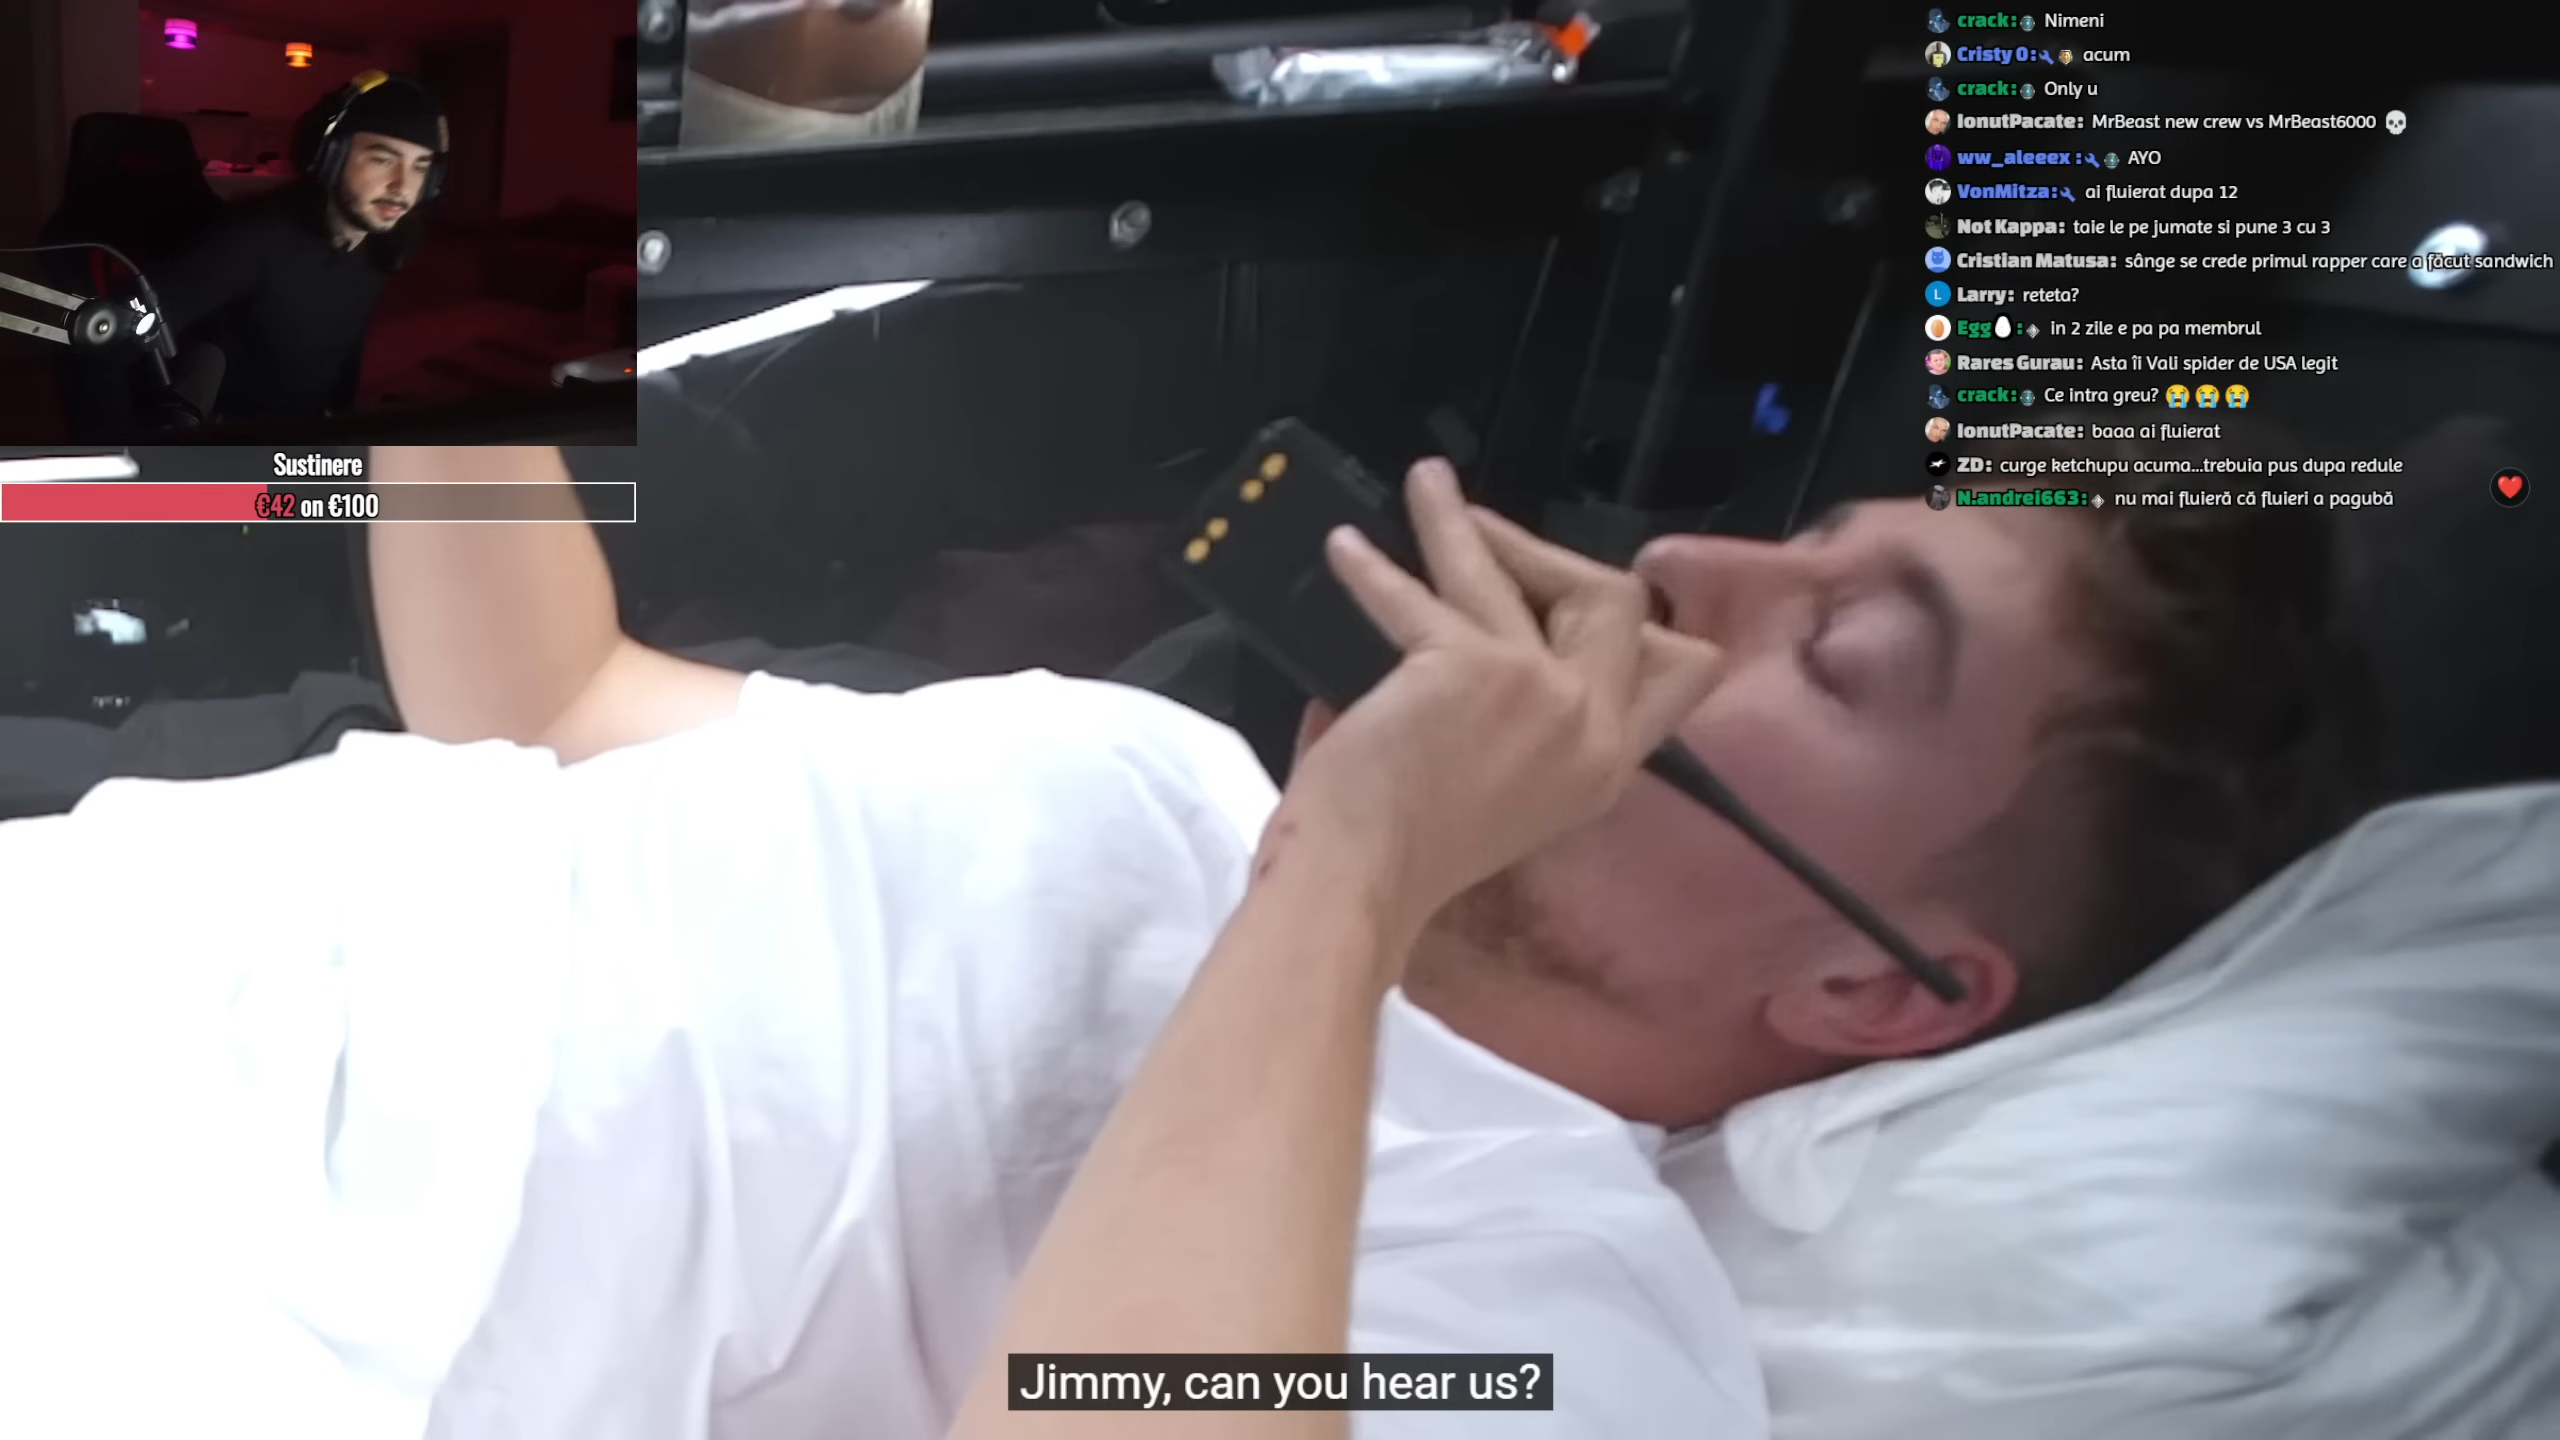 crack: Nimeni
Cristy 0: acum
crack: Only u
IonutPacate: MrBeast new crew vs MrBeast6000 💀
ww_aleeex : AYO
VonMitza: ai fluierat dupa 12
Not Kappa: taie le pe jumate si pune 3 cu 3
Cristian Matusa: sânge se crede primul rapper care a făcut sandwich
L Larry: reteta?
Egg🥚: in 2 zile e pa pa membrul
Rares Gurau: Asta îi Vali spider de USA legit
crack: Ce intra greu? 😭😭😭
IonutPacate: baaa ai fluierat
ZD: curge ketchupu acuma...trebuia pus dupa redule
N.andrei663: nu mai fluieră că fluieri a pagubă
Sustinere
€42 on €100
Jimmy, can you hear us?